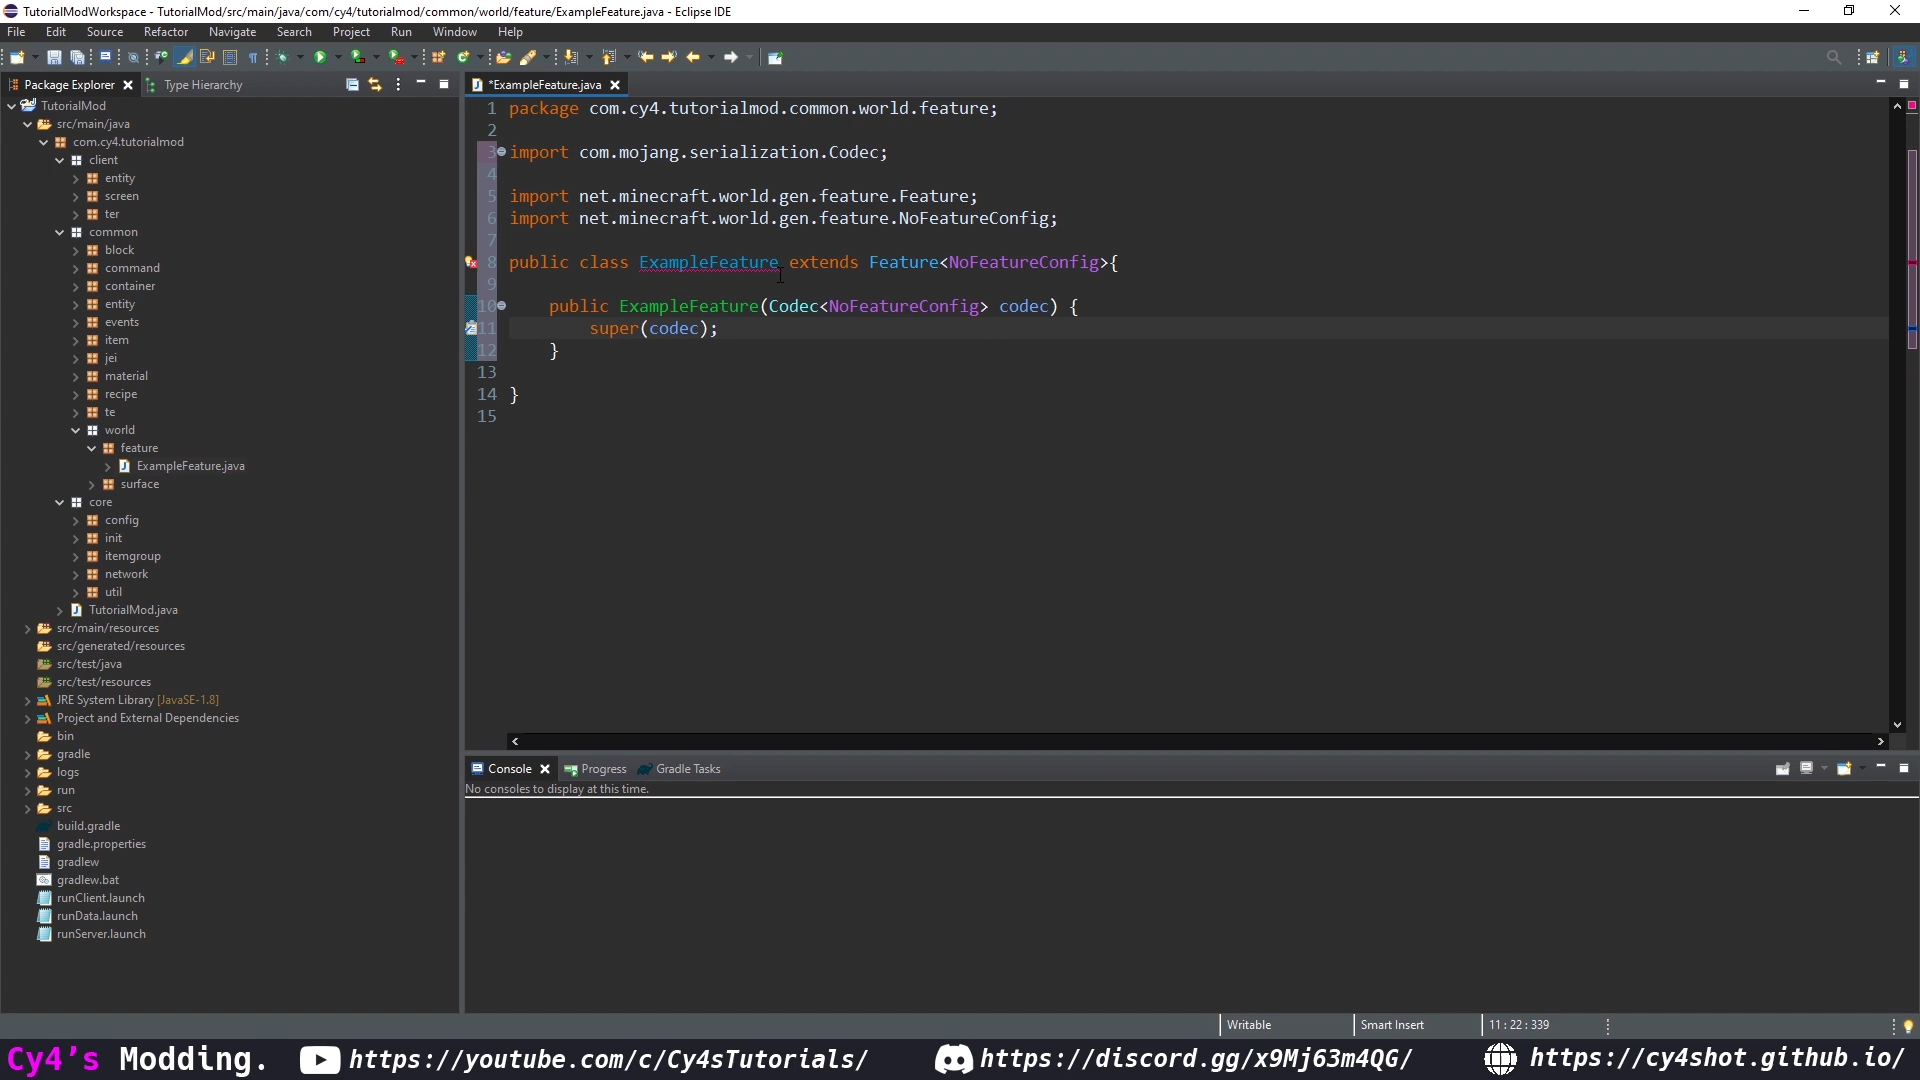 TutorialModWorkspace - TutorialMod/src/main/java/com/cy4/tutorialmod/common/world/feature/ExampleFeature.java - Eclipse IDE
File Edit Source Refactor Navigate Search Project Run Window Help
Package Explorer Type Hierarchy
*ExampleFeature.java
TutorialMod
src/main/java
com.cy4.tutorialmod
client
entity
screen
ter
common
block
command
container
entity
events
item
jei
material
recipe
te
world
feature
ExampleFeature.java
surface
core
config
init
itemgroup
network
util
TutorialMod.java
src/main/resources
src/generated/resources
src/test/java
src/test/resources
JRE System Library [JavaSE-1.8]
Project and External Dependencies
bin
gradle
logs
run
src
build.gradle
gradle.properties
gradlew
gradlew.bat
runClient.launch
runData.launch
runServer.launch
1 package com.cy4.tutorialmod.common.world.feature;
2
3 import com.mojang.serialization.Codec;
4
5 import net.minecraft.world.gen.feature.Feature;
6 import net.minecraft.world.gen.feature.NoFeatureConfig;
7
8 public class ExampleFeature extends Feature<NoFeatureConfig>{
9
10 public ExampleFeature(Codec<NoFeatureConfig> codec) {
11 super(codec);
12 }
13
14 }
15
Console Progress Gradle Tasks
No consoles to display at this time.
Writable Smart Insert 11 : 22 : 339
Cy4's Modding. https://youtube.com/c/Cy4sTutorials/ https://discord.gg/x9Mj63m4QG/ https://cy4shot.github.io/